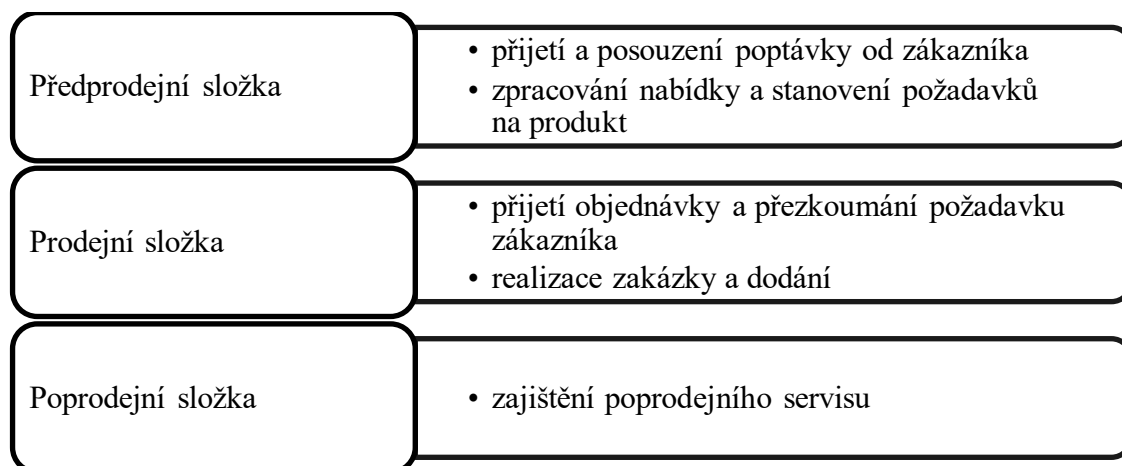 Předprodejní složka
• přijetí a posouzení poptávky od zákazníka
• zpracování nabídky a stanovení požadavků
na produkt
Prodejní složka
• přijetí objednávky a přezkoumání požadavku
zákazníka
• realizace zakázky a dodání
Poprodejní složka
• zajištění poprodejního servisu